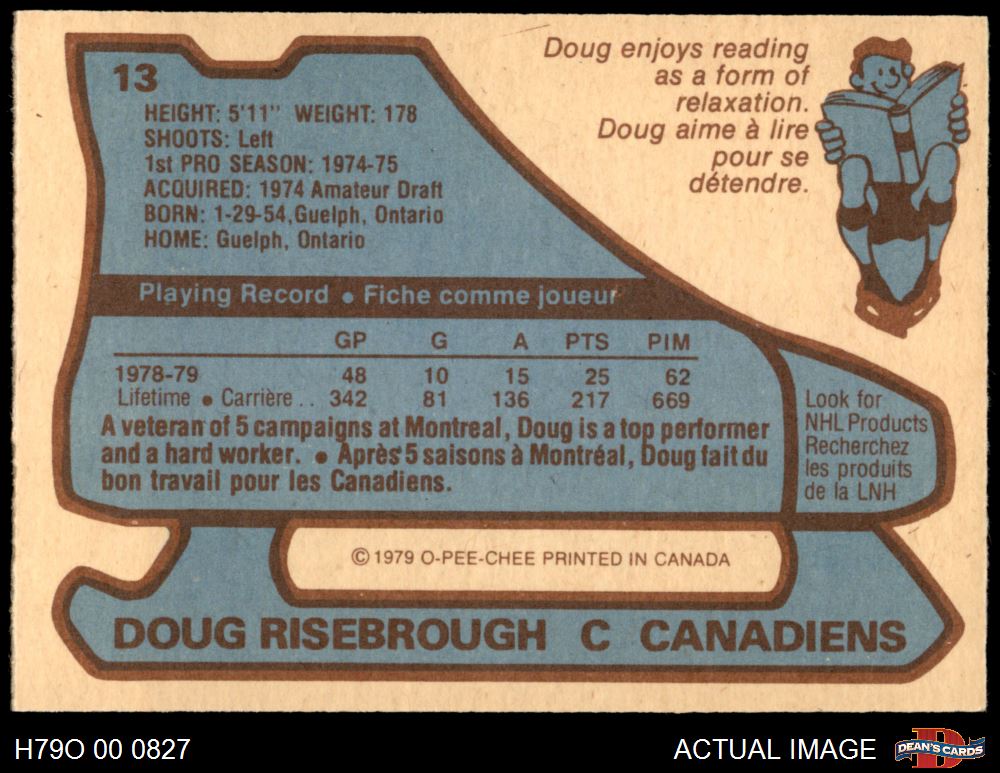 13
HEIGHT: 5'11" WEIGHT: 178
SHOOTS: Left
1st PRO SEASON: 1974-75
ACQUIRED: 1974 Amateur Draft
BORN: 1-29-54, Guelph, Ontario
HOME: Guelph, Ontario
Doug enjoys reading
as a form of
relaxation.
Doug aime à lire
pour se
détendre.
Playing Record • Fiche comme joueur
GP G A PTS PIM
1978-79 48 10 15 25 62
Lifetime • Carrière .. 342 81 136 217 669
A veteran of 5 campaigns at Montreal, Doug is a top performer
and a hard worker. • Après 5 saisons à Montréal, Doug fait du
bon travail pour les Canadiens.
Look for
NHL Products
Recherchez
les produits
de la LNH
© 1979 O-PEE-CHEE PRINTED IN CANADA
DOUG RISEBROUGH C CANADIENS
H79O 00 0827
ACTUAL IMAGE
DEAN'S CARDS